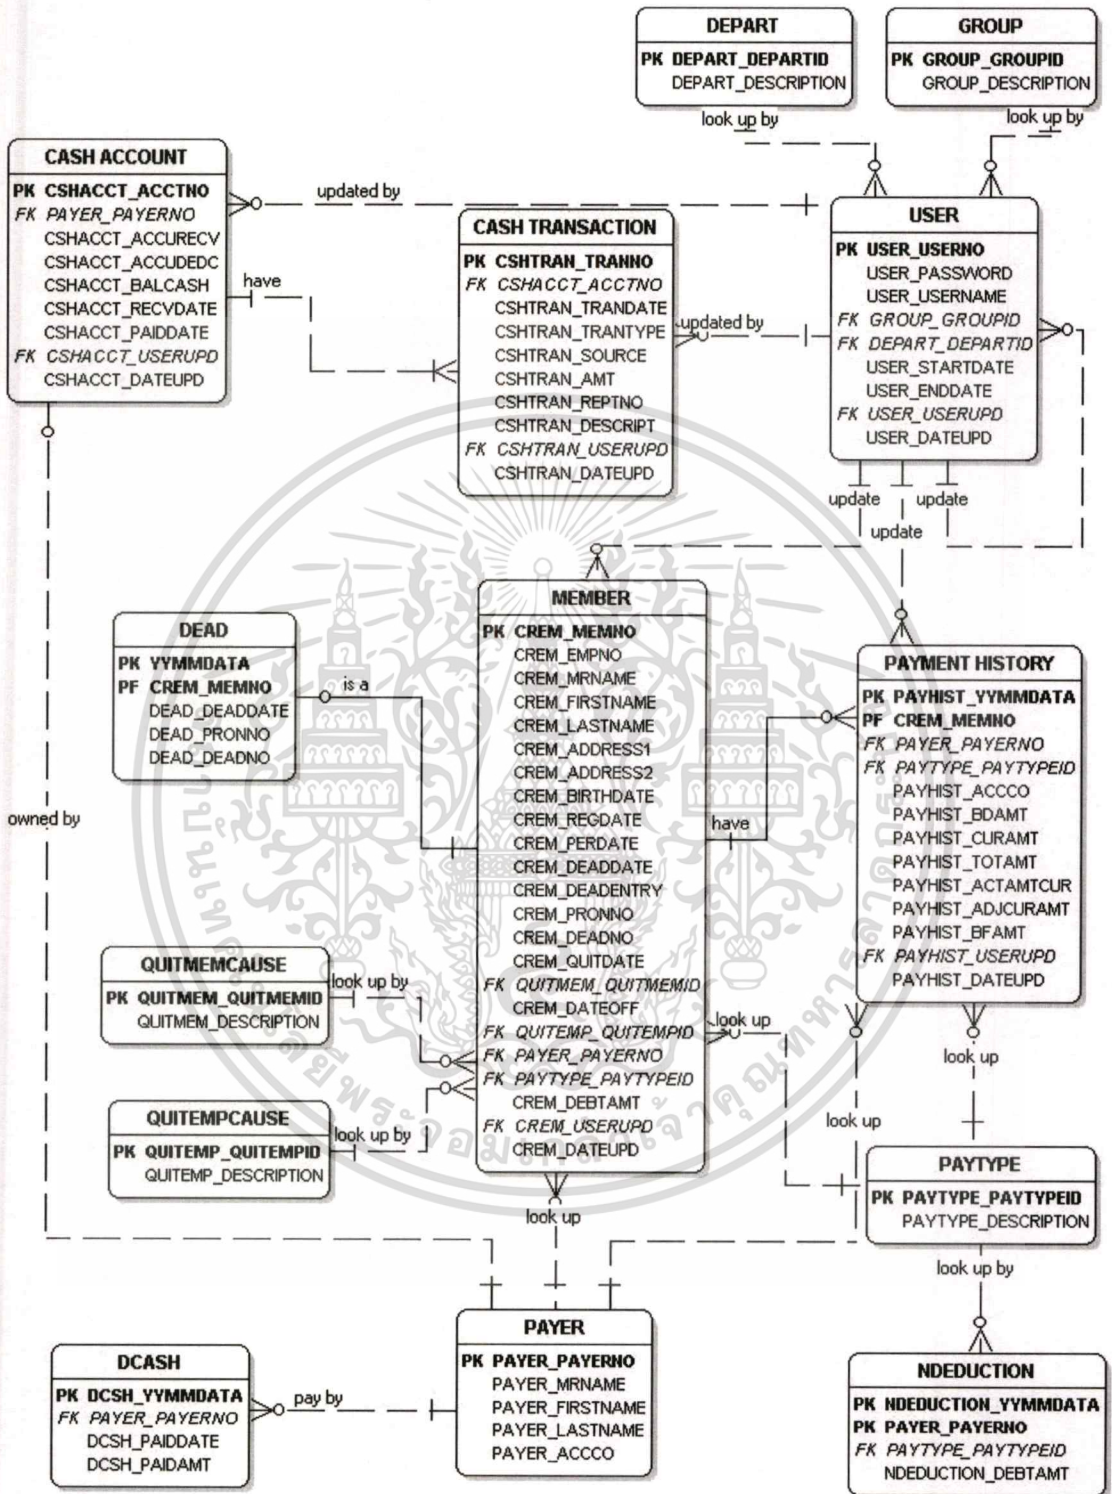 DEPART
PK DEPART_DEPARTID
DEPART_DESCRIPTION
GROUP
PK GROUP_GROUPID
GROUP_DESCRIPTION
look up by
look up by
CASH ACCOUNT
PK CSHACCT_ACCTNO
FK PAYER_PAYERNO
CSHACCT_ACCURECV
CSHACCT_ACCUDEDC
CSHACCT_BALCASH
CSHACCT_RECVDATE
CSHACCT_PAIDDATE
FK CSHACCT_USERUPD
CSHACCT_DATEUPD
updated by
have
CASH TRANSACTION
PK CSHTRAN_TRANNO
FK CSHACCT_ACCTNO
CSHTRAN_TRANDATE
CSHTRAN_TRANTYPE
CSHTRAN_SOURCE
CSHTRAN_AMT
CSHTRAN_REPTNO
CSHTRAN_DESCRIPT
FK CSHTRAN_USERUPD
CSHTRAN_DATEUPD
updated by
USER
PK USER_USERNO
USER_PASSWORD
USER_USERNAME
FK GROUP_GROUPID
FK DEPART_DEPARTID
USER_STARTDATE
USER_ENDDATE
FK USER_USERUPD
USER_DATEUPD
update
update
update
DEAD
PK YYMMDATA
PF CREM_MEMNO
DEAD_DEADDATE
DEAD_PRONNO
DEAD_DEADNO
is a
MEMBER
PK CREM_MEMNO
CREM_EMPNO
CREM_MRNAME
CREM_FIRSTNAME
CREM_LASTNAME
CREM_ADDRESS1
CREM_ADDRESS2
CREM_BIRTHDATE
CREM_REGDATE
CREM_PERDATE
CREM_DEADDATE
CREM_DEADENTRY
CREM_PRONNO
CREM_DEADNO
CREM_QUITDATE
FK QUITMEM_QUITMEMID
CREM_DATEOFF
FK QUITEMP_QUITEMPID
FK PAYER_PAYERNO
FK PAYTYPE_PAYTYPEID
CREM_DEBTAMT
FK CREM_USERUPD
CREM_DATEUPD
have
PAYMENT HISTORY
PK PAYHIST_YYMMDATA
PF CREM_MEMNO
FK PAYER_PAYERNO
FK PAYTYPE_PAYTYPEID
PAYHIST_ACCCO
PAYHIST_BDAMT
PAYHIST_CURAMT
PAYHIST_TOTAMT
PAYHIST_ACTAMTCUR
PAYHIST_ADJCURAMT
PAYHIST_BFAMT
FK PAYHIST_USERUPD
PAYHIST_DATEUPD
owned by
QUITMEMCAUSE
PK QUITMEM_QUITMEMID
QUITMEM_DESCRIPTION
look up by
look up
look up
look up
QUITEMPCAUSE
PK QUITEMP_QUITEMPID
QUITEMP_DESCRIPTION
look up by
PAYTYPE
PK PAYTYPE_PAYTYPEID
PAYTYPE_DESCRIPTION
look up
look up by
PAYER
PK PAYER_PAYERNO
PAYER_MRNAME
PAYER_FIRSTNAME
PAYER_LASTNAME
PAYER_ACCCO
DCASH
PK DCSH_YYMMDATA
FK PAYER_PAYERNO
DCSH_PAIDDATE
DCSH_PAIDAMT
pay by
NDEDUCTION
PK NDEDUCTION_YYMMDATA
PK PAYER_PAYERNO
FK PAYTYPE_PAYTYPEID
NDEDUCTION_DEBTAMT